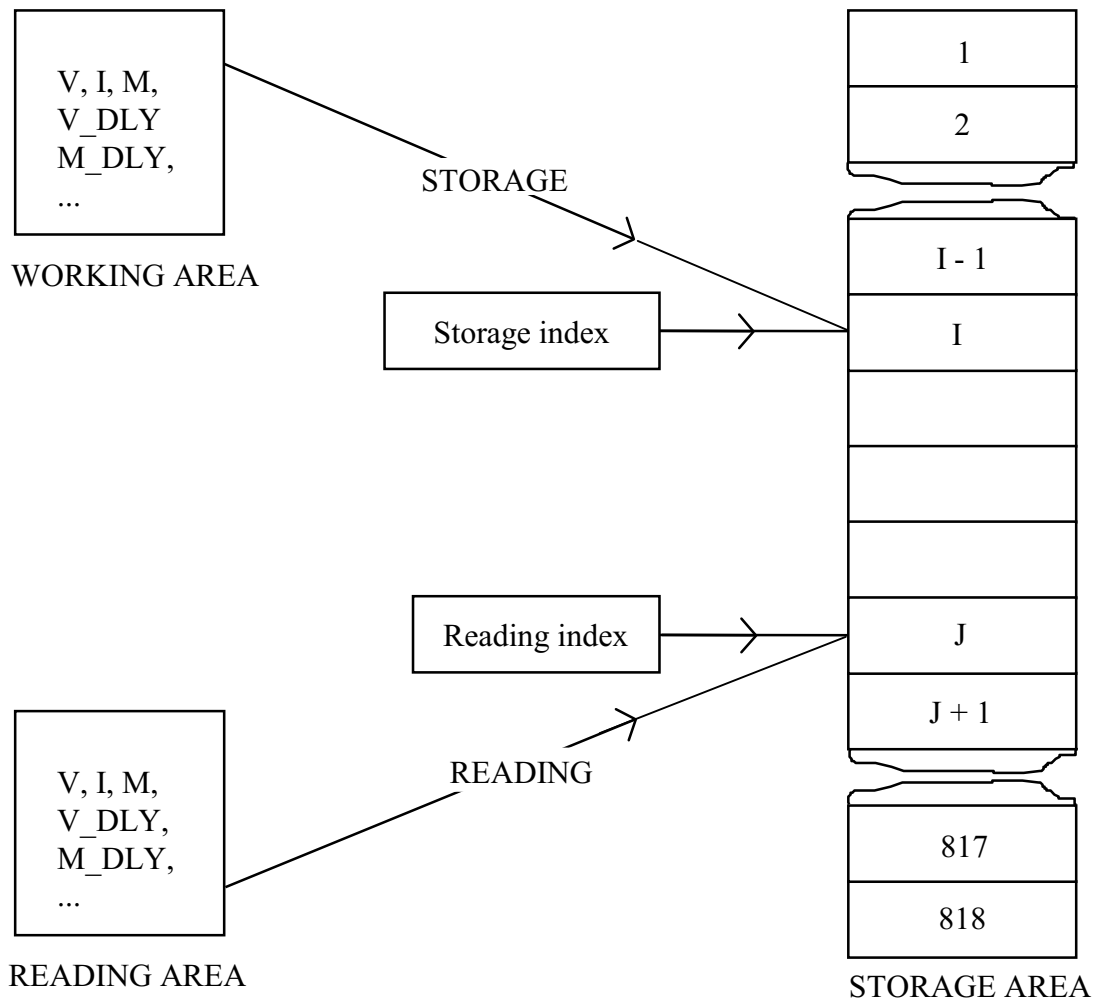 V, I, M,
V_DLY
M_DLY,
...
WORKING AREA
STORAGE
Storage index
Reading index
V, I, M,
V_DLY,
M_DLY,
...
READING AREA
READING
1
2
I - 1
I
J
J + 1
817
818
STORAGE AREA